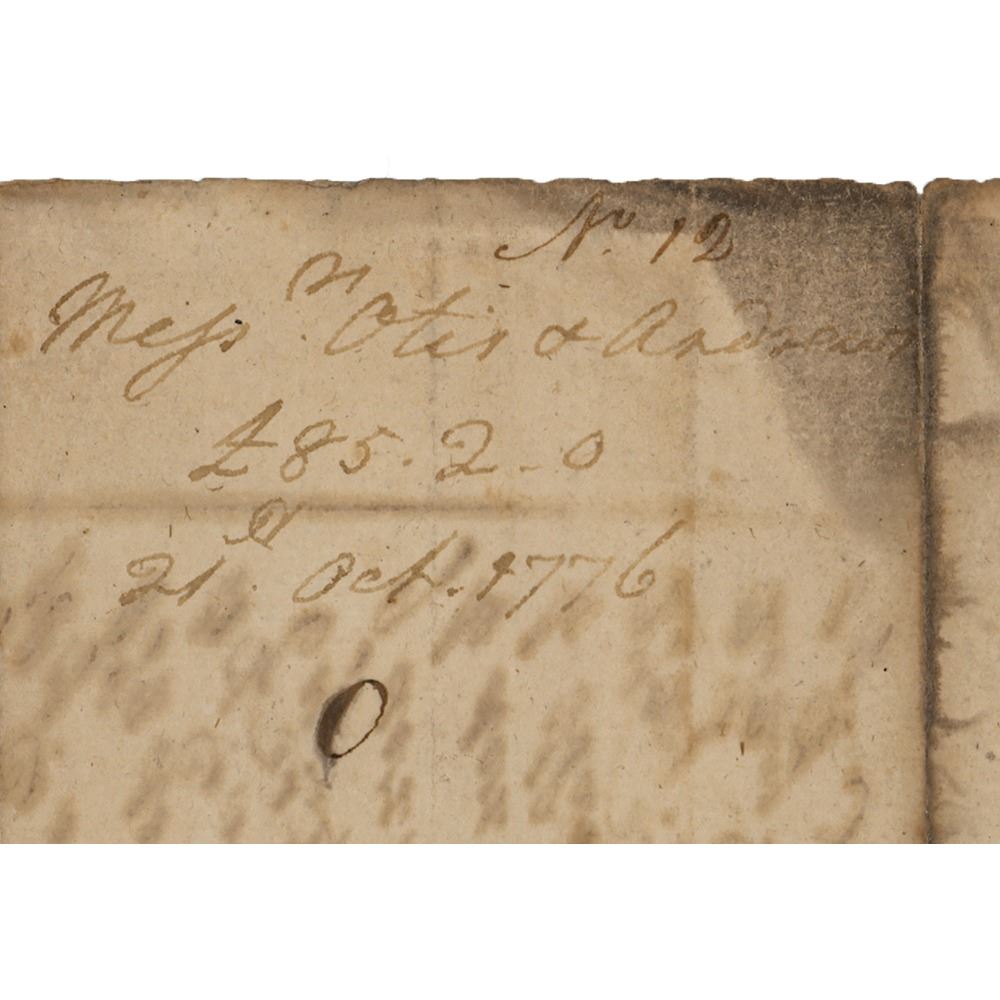 No. 12
Messrs. Otis & Andrews
£85.2.0
21st. Oct. 1776
O